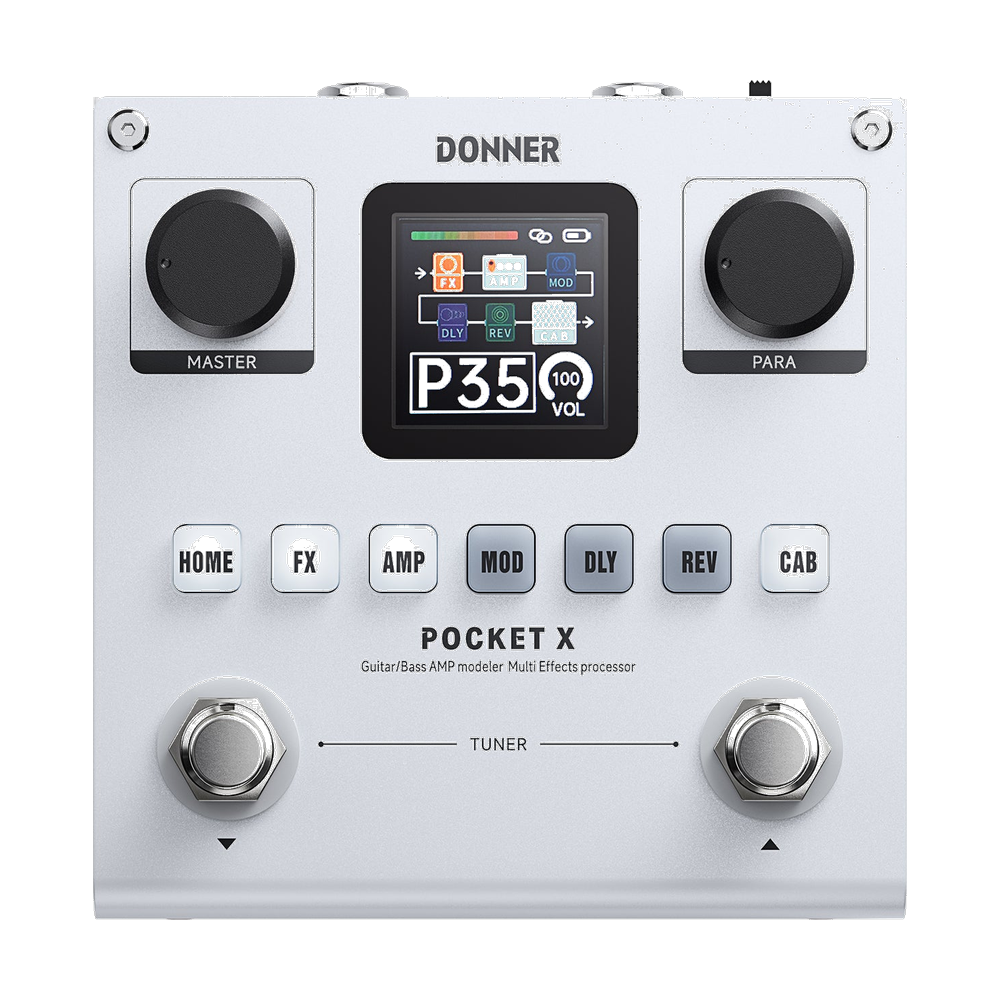 DONNER
FX AMP MOD
DLY REV CAB
P35 100
VOL
MASTER
PARA
HOME FX AMP MOD DLY REV CAB
POCKET X
Guitar/Bass AMP modeler Multi Effects processor
TUNER